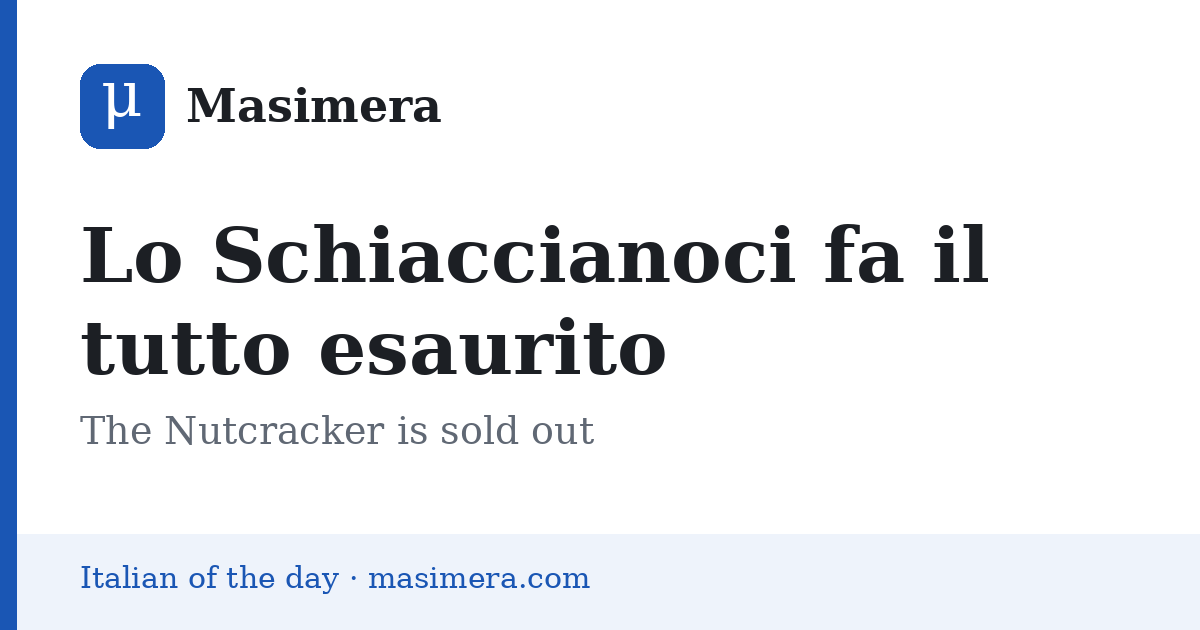 μ
Masimera
Lo Schiaccianoci fa il
tutto esaurito
The Nutcracker is sold out
Italian of the day · masimera.com